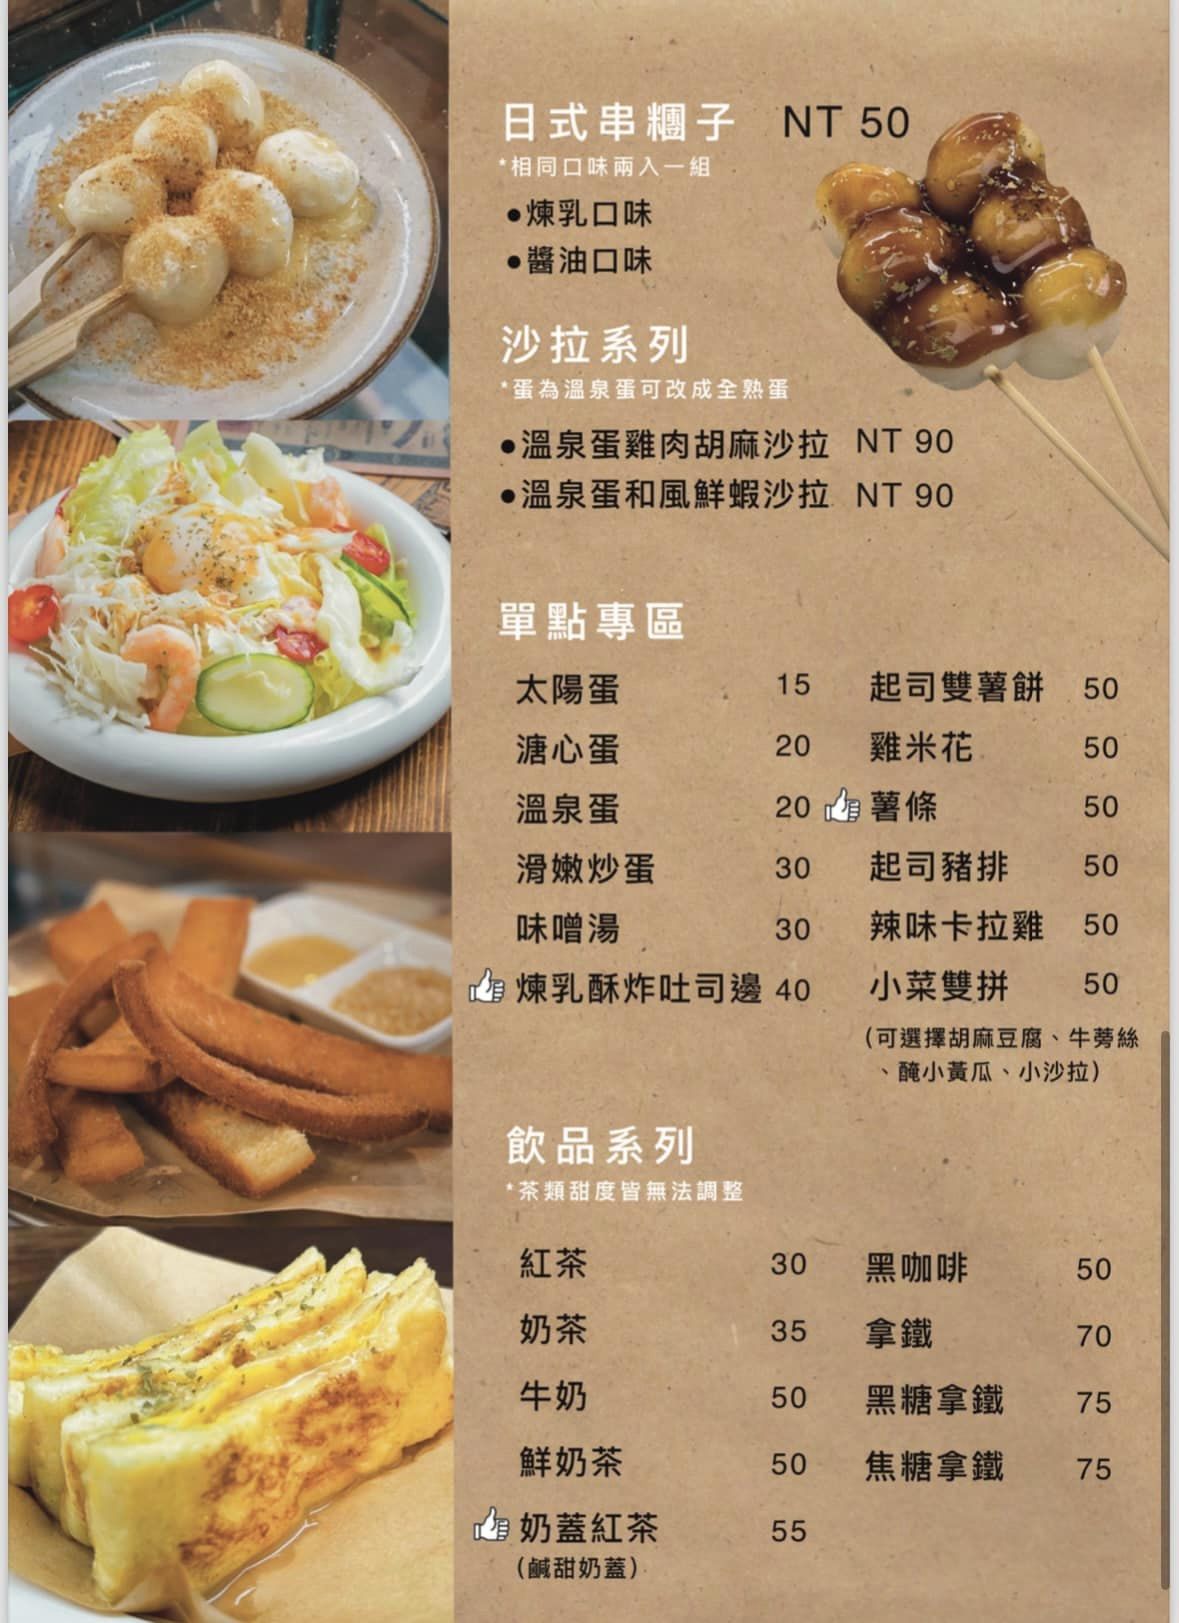 日式串糰子 NT 50
*相同口味兩入一組
●煉乳口味
●醬油口味
沙拉系列
*蛋為溫泉蛋可改成全熟蛋
●溫泉蛋雞肉胡麻沙拉 NT 90
●溫泉蛋和風鮮蝦沙拉 NT 90
單點專區
太陽蛋 15
溏心蛋 20
溫泉蛋 20
滑嫩炒蛋 30
味噌湯 30
煉乳酥炸吐司邊 40
起司雙薯餅 50
雞米花 50
薯條 50
起司豬排 50
辣味卡拉雞 50
小菜雙拼 50
(可選擇胡麻豆腐、牛蒡絲
、醃小黃瓜、小沙拉)
飲品系列
*茶類甜度皆無法調整
紅茶 30
奶茶 35
牛奶 50
鮮奶茶 50
奶蓋紅茶 55
(鹹甜奶蓋)
黑咖啡 50
拿鐵 70
黑糖拿鐵 75
焦糖拿鐵 75